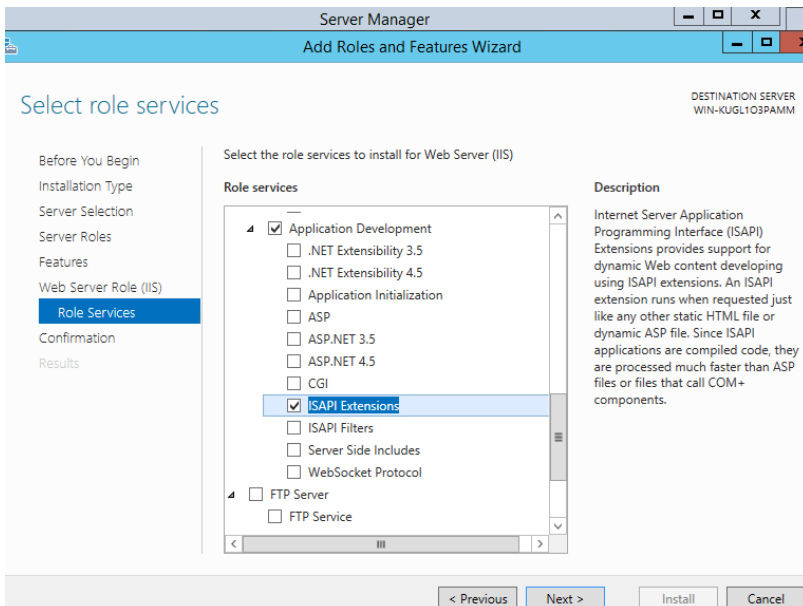 Server Manager
Add Roles and Features Wizard
Select role services
DESTINATION SERVER
WIN-KUGL1O3PAMM
Before You Begin
Installation Type
Server Selection
Server Roles
Features
Web Server Role (IIS)
Role Services
Confirmation
Results
Select the role services to install for Web Server (IIS)
Role services
Application Development
.NET Extensibility 3.5
.NET Extensibility 4.5
Application Initialization
ASP
ASP.NET 3.5
ASP.NET 4.5
CGI
ISAPI Extensions
ISAPI Filters
Server Side Includes
WebSocket Protocol
FTP Server
FTP Service
Description
Internet Server Application
Programming Interface (ISAPI)
Extensions provides support for
dynamic Web content developing
using ISAPI extensions. An ISAPI
extension runs when requested just
like any other static HTML file or
dynamic ASP file. Since ISAPI
applications are compiled code, they
are processed much faster than ASP
files or files that call COM+
components.
< Previous
Next >
Install
Cancel